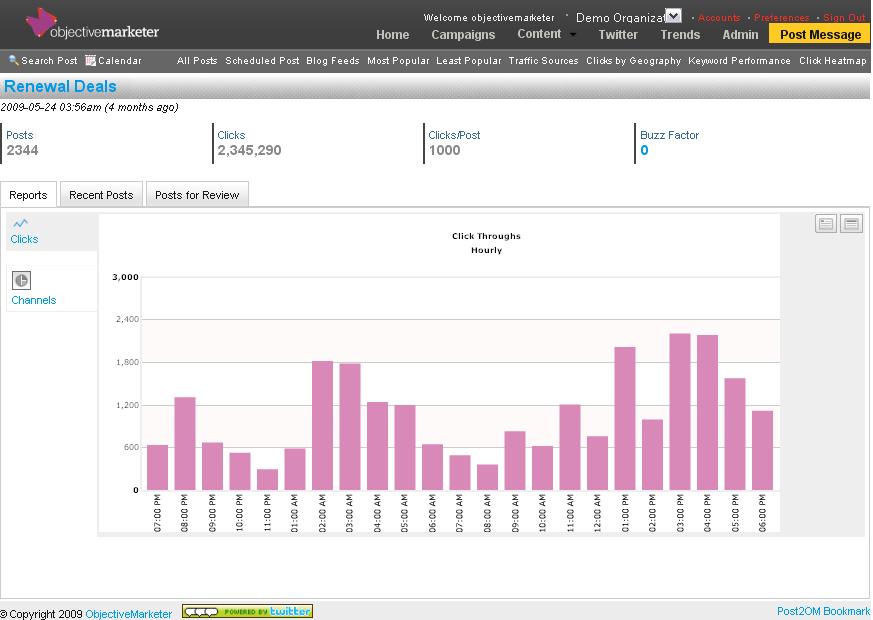 objectivemarketer
Welcome objectivemarketer
Demo Organizat
Accounts
Preferences
Sign Out
Home Campaigns Content Twitter Trends Admin Post Message
Search Post Calendar All Posts Scheduled Post Blog Feeds Most Popular Least Popular Traffic Sources Clicks by Geography Keyword Performance Click Heatmap
Renewal Deals
2009-05-24 03:56am (4 months ago)
Posts
2344
Clicks
2,345,290
Clicks/Post
1000
Buzz Factor
0
Reports Recent Posts Posts for Review
Clicks
Channels
Click Throughs
Hourly
3,000
2,400
1,800
1,200
600
0
07:00 PM
08:00 PM
09:00 PM
10:00 PM
11:00 PM
01:00 AM
02:00 AM
03:00 AM
04:00 AM
05:00 AM
06:00 AM
07:00 AM
08:00 AM
09:00 AM
10:00 AM
11:00 AM
12:00 AM
01:00 PM
02:00 PM
03:00 PM
04:00 PM
05:00 PM
06:00 PM
© Copyright 2009 ObjectiveMarketer
POWERED BY twitter
Post2OM Bookmark